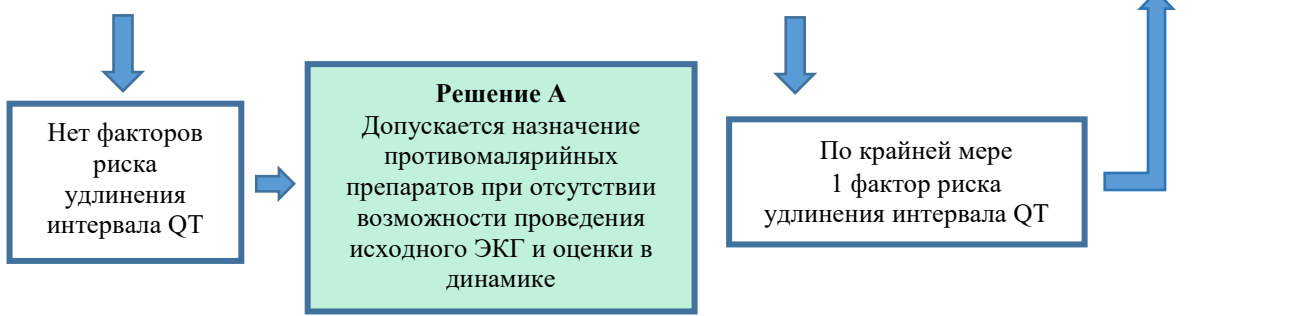 Нет факторов
риска
удлинения
интервала QT
Решение А
Допускается назначение
противомалярийных
препаратов при отсутствии
возможности проведения
исходного ЭКГ и оценки в
динамике
По крайней мере
1 фактор риска
удлинения интервала QT